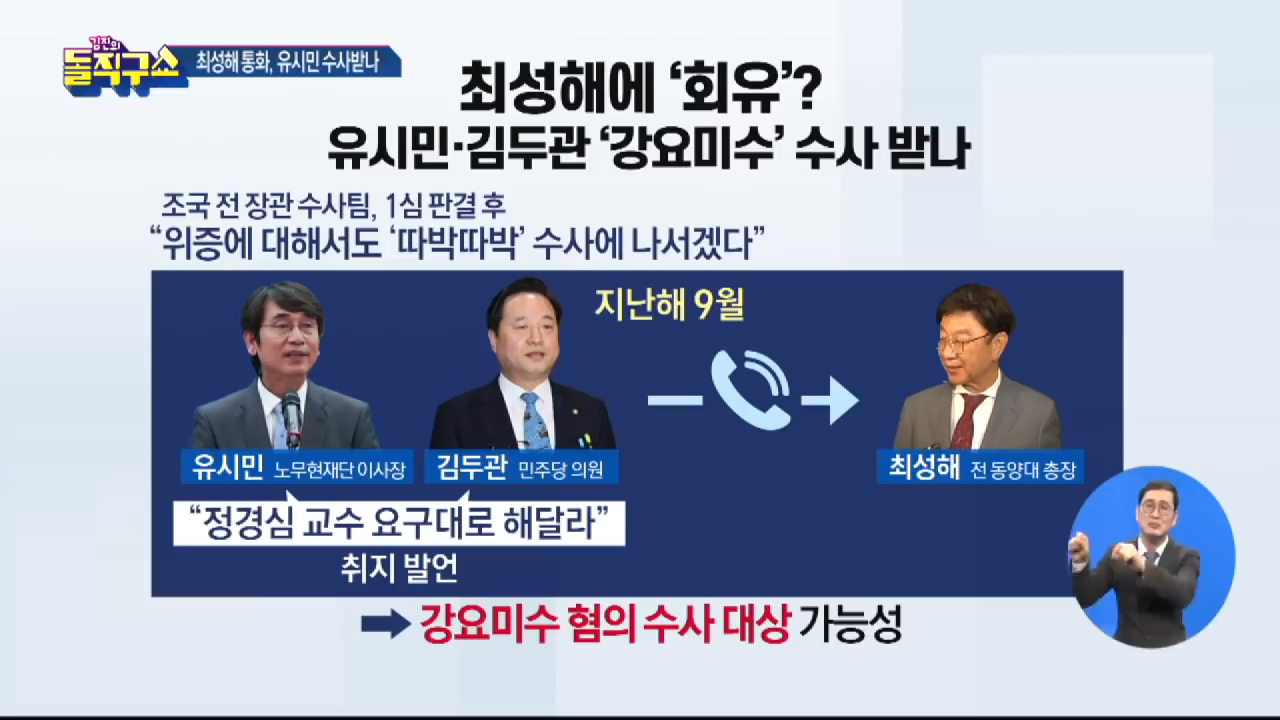 김진의
돌직구쇼
최성해 통화, 유시민 수사받나
최성해에 ‘회유’?
유시민·김두관 ‘강요미수’ 수사 받나
조국 전 장관 수사팀, 1심 판결 후
“위증에 대해서도 ‘따박따박’ 수사에 나서겠다”
지난해 9월
유시민 노무현재단 이사장
김두관 민주당 의원
최성해 전 동양대 총장
“정경심 교수 요구대로 해달라”
취지 발언
강요미수 혐의 수사 대상 가능성